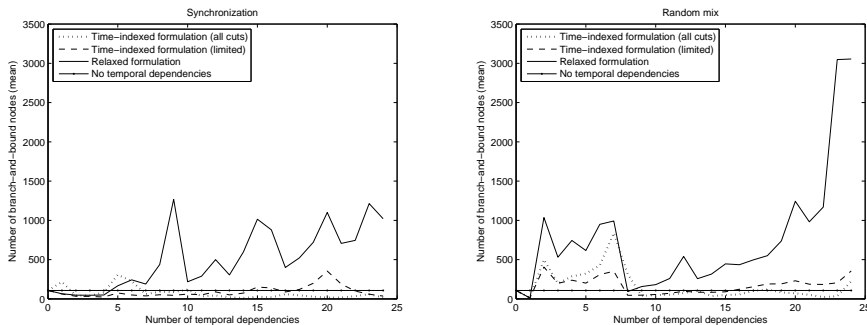 Synchronization
Time-indexed formulation (all cuts)
Time-indexed formulation (limited)
Relaxed formulation
No temporal dependencies
Number of branch-and-bound nodes (mean)
3500
3000
2500
2000
1500
1000
500
0
0 5 10 15 20 25
Number of temporal dependencies
Random mix
Time-indexed formulation (all cuts)
Time-indexed formulation (limited)
Relaxed formulation
No temporal dependencies
Number of branch-and-bound nodes (mean)
3500
3000
2500
2000
1500
1000
500
0
0 5 10 15 20 25
Number of temporal dependencies